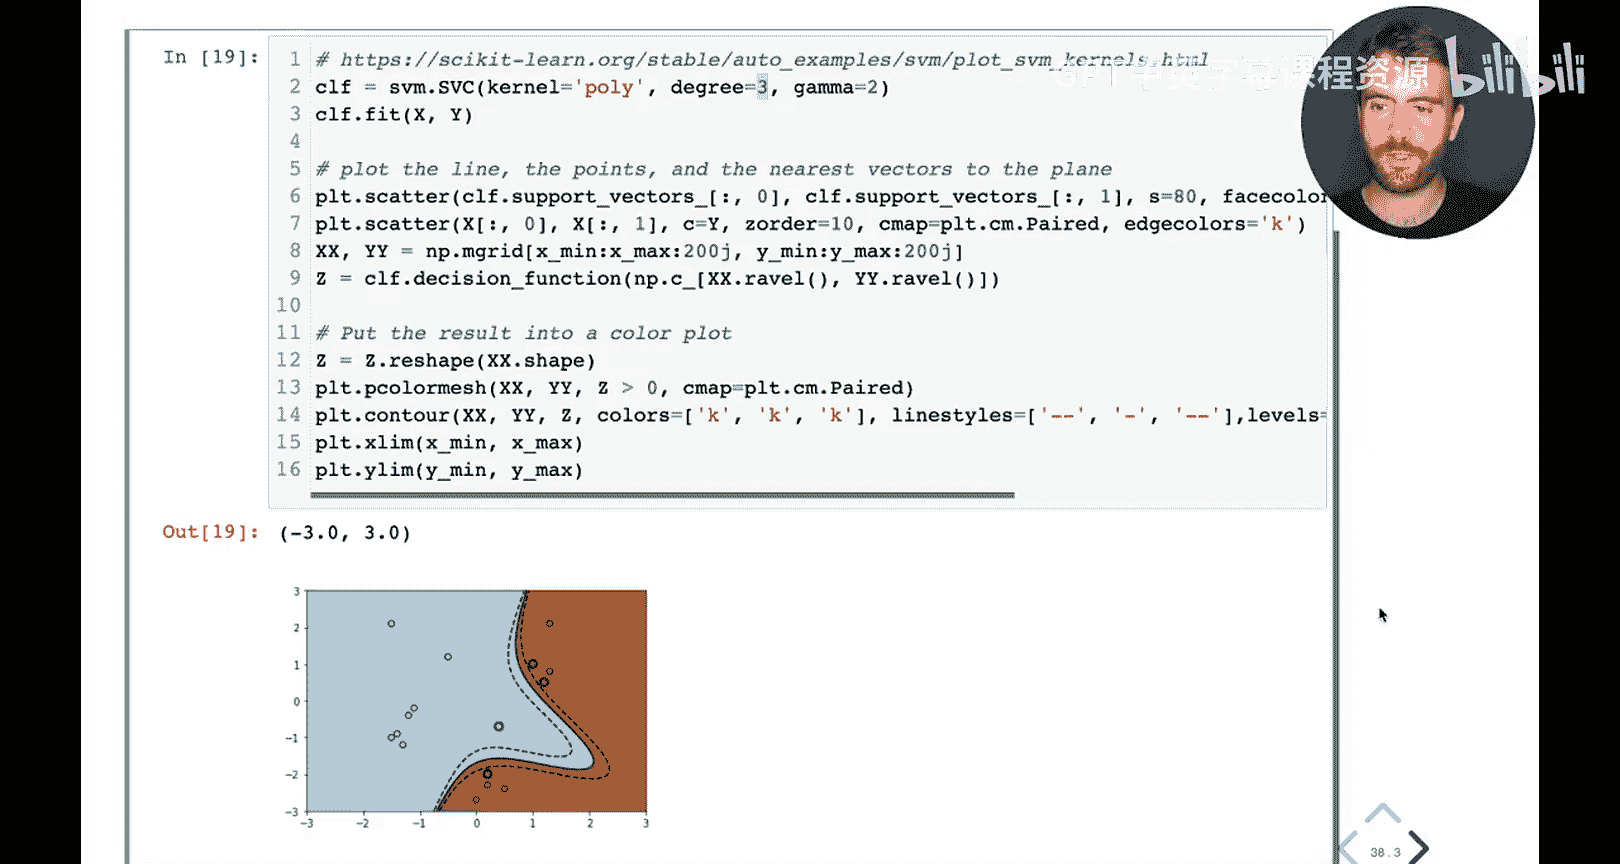 In [19]:
1 # https://scikit-learn.org/stable/auto_examples/svm/plot_svm_kernels.html
2 clf = svm.SVC(kernel='poly', degree=3, gamma=2)
3 clf.fit(X, Y)
4
5 # plot the line, the points, and the nearest vectors to the plane
6 plt.scatter(clf.support_vectors_[:, 0], clf.support_vectors_[:, 1], s=80, facecolor
7 plt.scatter(X[:, 0], X[:, 1], c=Y, zorder=10, cmap=plt.cm.Paired, edgecolors='k')
8 XX, YY = np.mgrid[x_min:x_max:200j, y_min:y_max:200j]
9 Z = clf.decision_function(np.c_[XX.ravel(), YY.ravel()])
10
11 # Put the result into a color plot
12 Z = Z.reshape(XX.shape)
13 plt.pcolormesh(XX, YY, Z > 0, cmap=plt.cm.Paired)
14 plt.contour(XX, YY, Z, colors=['k', 'k', 'k'], linestyles=['--', '-', '--'],levels=
15 plt.xlim(x_min, x_max)
16 plt.ylim(y_min, y_max)
课程资源 bilibili
Out[19]: (-3.0, 3.0)
3
2
1
0
-1
-2
-3
-3 -2 -1 0 1 2 3
38.3